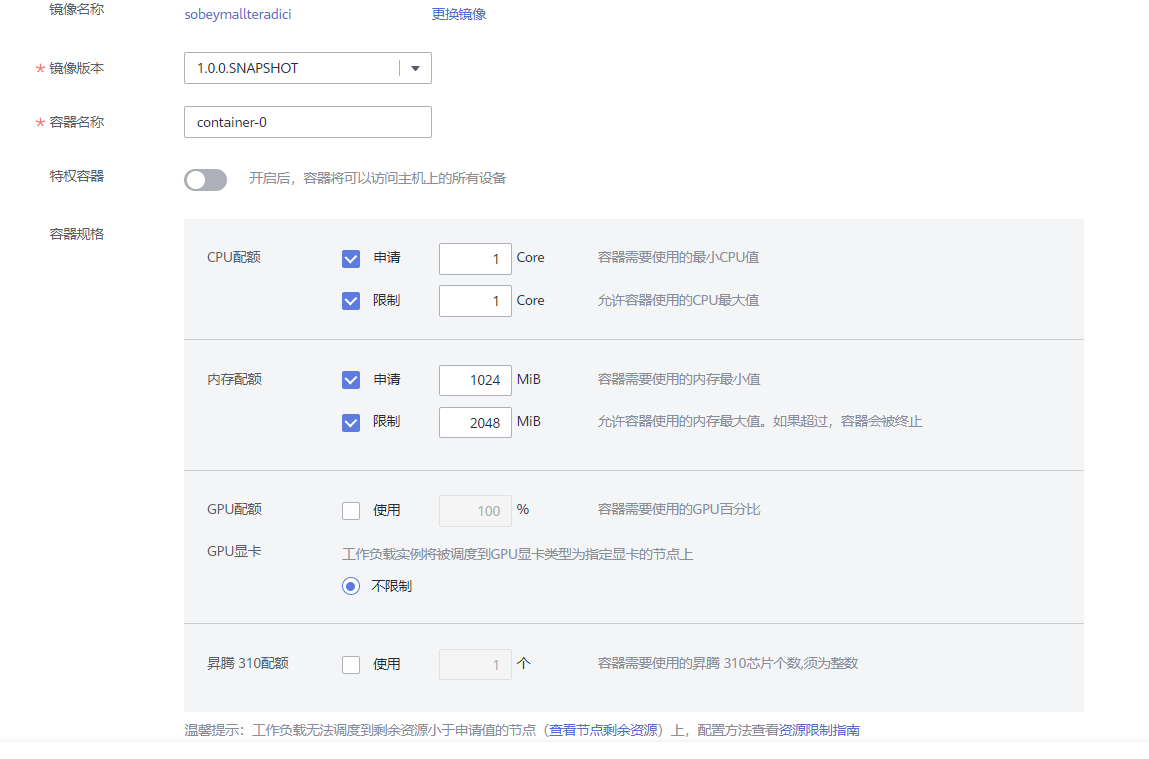 镜像名称 sobeymallteradici 更换镜像
* 镜像版本 1.0.0.SNAPSHOT
* 容器名称 container-0
特权容器 开启后，容器将可以访问主机上的所有设备
容器规格
CPU配额 申请 1 Core 容器需要使用的最小CPU值
限制 1 Core 允许容器使用的CPU最大值
内存配额 申请 1024 MiB 容器需要使用的内存最小值
限制 2048 MiB 允许容器使用的内存最大值。如果超过，容器会被终止
GPU配额 使用 100 % 容器需要使用的GPU百分比
GPU显卡 工作负载实例将被调度到GPU显卡类型为指定显卡的节点上
不限制
昇腾 310配额 使用 1 个 容器需要使用的昇腾 310芯片个数,须为整数
温馨提示：工作负载无法调度到剩余资源小于申请值的节点（查看节点剩余资源）上，配置方法查看资源限制指南